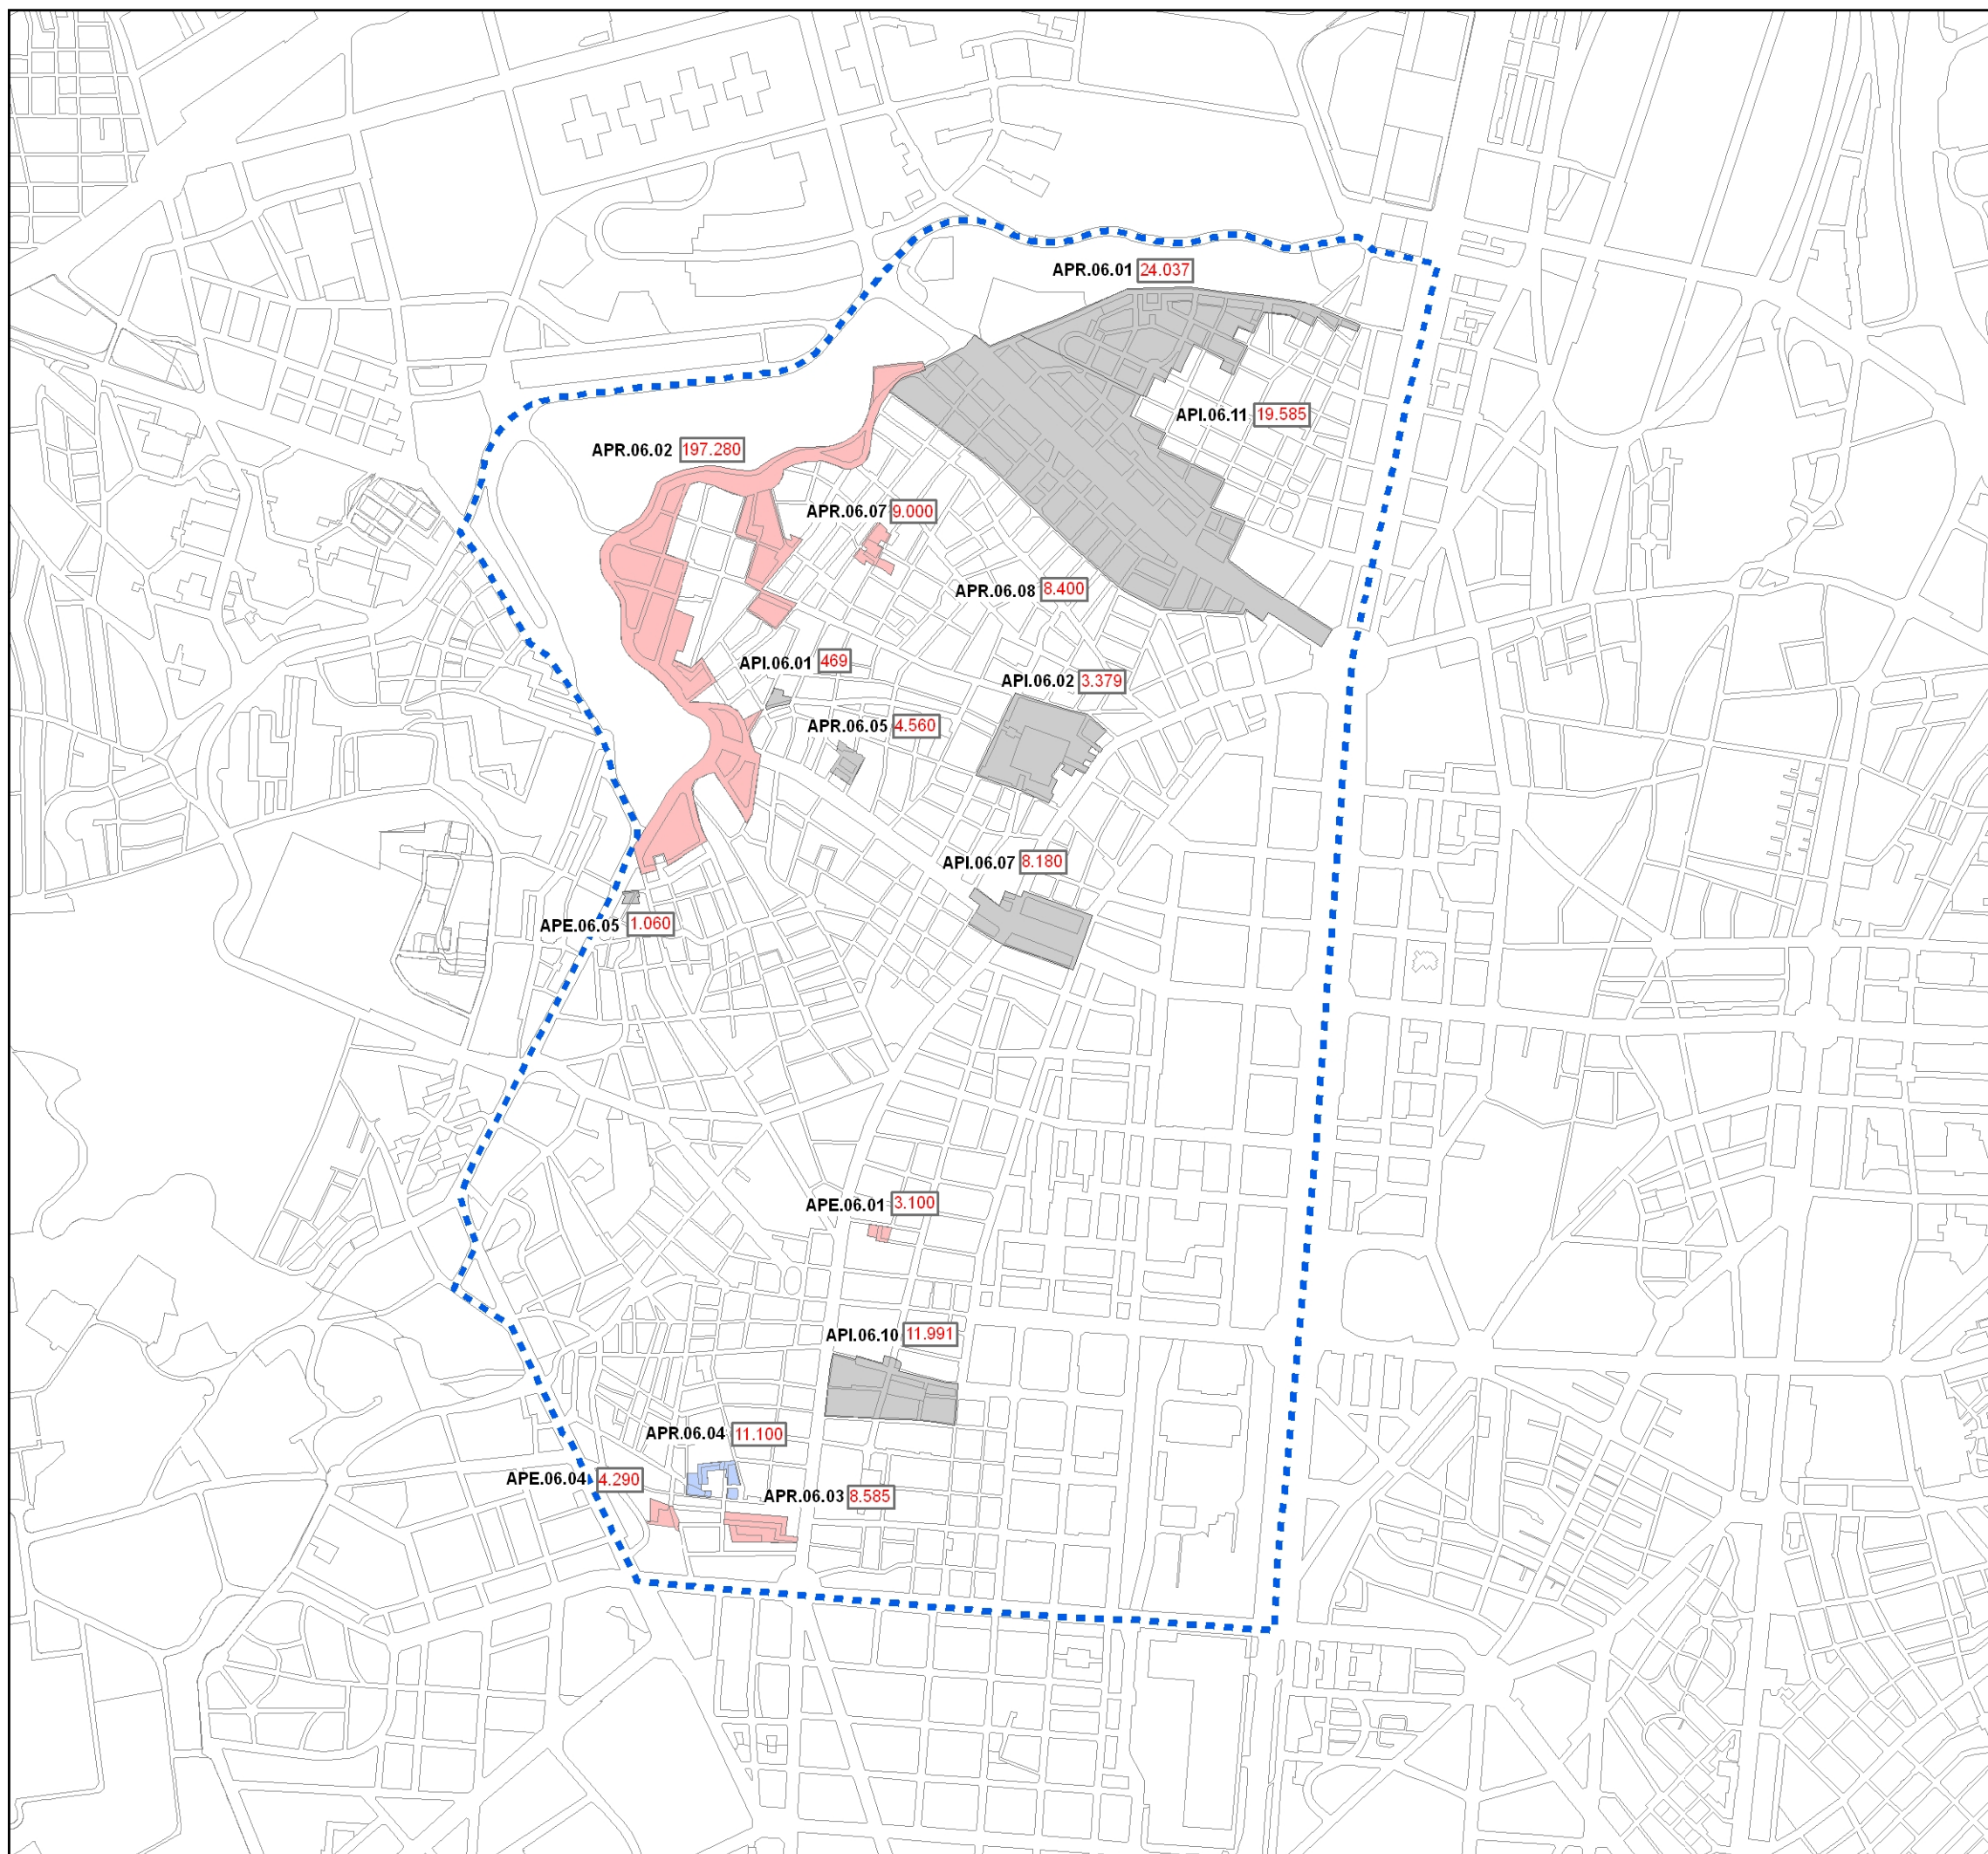 APR.06.01 24.037
API.06.11 19.585
APR.06.02 197.280
APR.06.07 9.000
APR.06.08 8.400
API.06.01 469
API.06.02 3.379
APR.06.05 4.560
API.06.07 8.180
APE.06.05 1.060
APE.06.01 3.100
API.06.10 11.991
APR.06.04 11.100
APE.06.04 4.290
APR.06.03 8.585